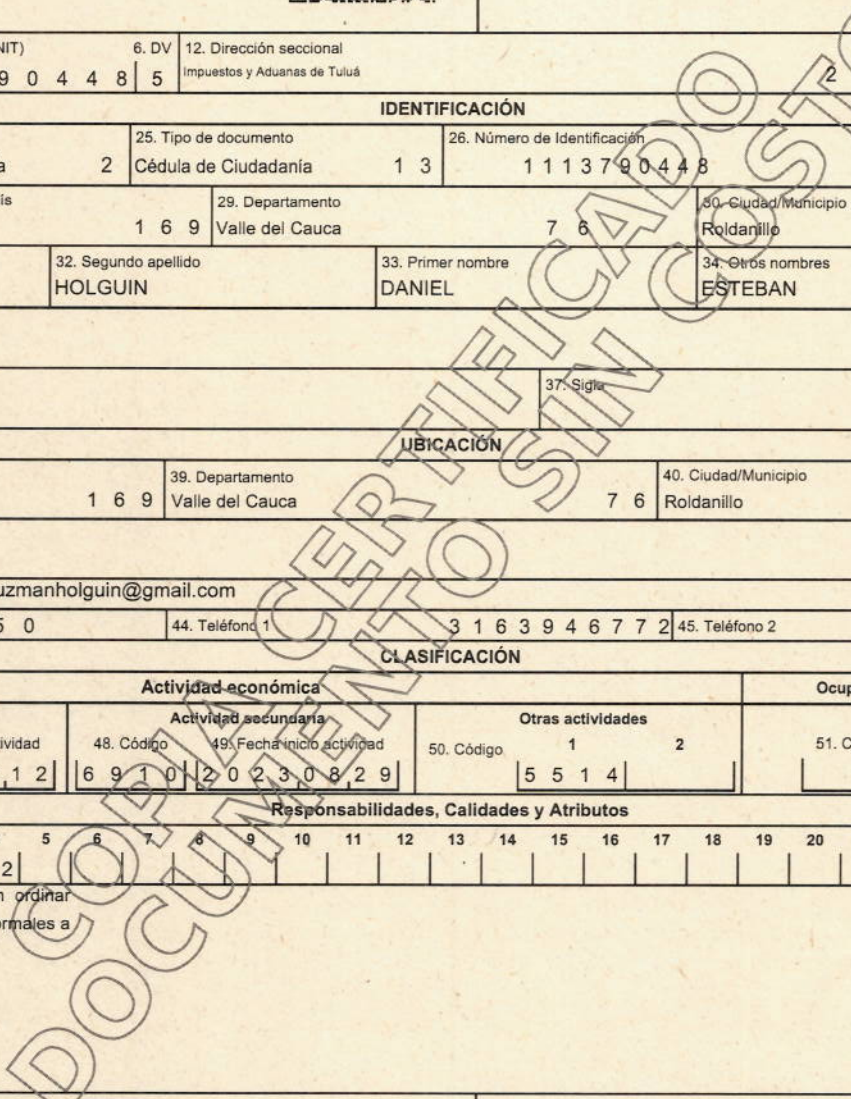 NIT) 6. DV 12. Dirección seccional
9 0 4 4 8 5 Impuestos y Aduanas de Tuluá 2
IDENTIFICACIÓN
25. Tipo de documento 26. Número de Identificación
a 2 Cédula de Ciudadanía 1 3 1 1 1 3 7 9 0 4 4 8
ís 29. Departamento 30. Ciudad/Municipio
1 6 9 Valle del Cauca 7 6 Roldanillo
32. Segundo apellido 33. Primer nombre 34. Otros nombres
HOLGUIN DANIEL ESTEBAN
37. Sigla
UBICACIÓN
39. Departamento 40. Ciudad/Municipio
1 6 9 Valle del Cauca 7 6 Roldanillo
uzmanholguin@gmail.com
5 0 44. Teléfono 1 3 1 6 3 9 4 6 7 7 2 45. Teléfono 2
CLASIFICACIÓN
Actividad económica Ocup
Actividad secundaria Otras actividades
ividad 48. Código 49. Fecha inicio actividad 50. Código 1 2 51. C
1 2 6 9 1 0 2 0 2 3 0 8 2 9 5 5 1 4
Responsabilidades, Calidades y Atributos
5 6 7 8 9 10 11 12 13 14 15 16 17 18 19 20
2
n ordinar
ormales a
COPIA CERTIFICADO
DOCUMENTO SIN COSTO